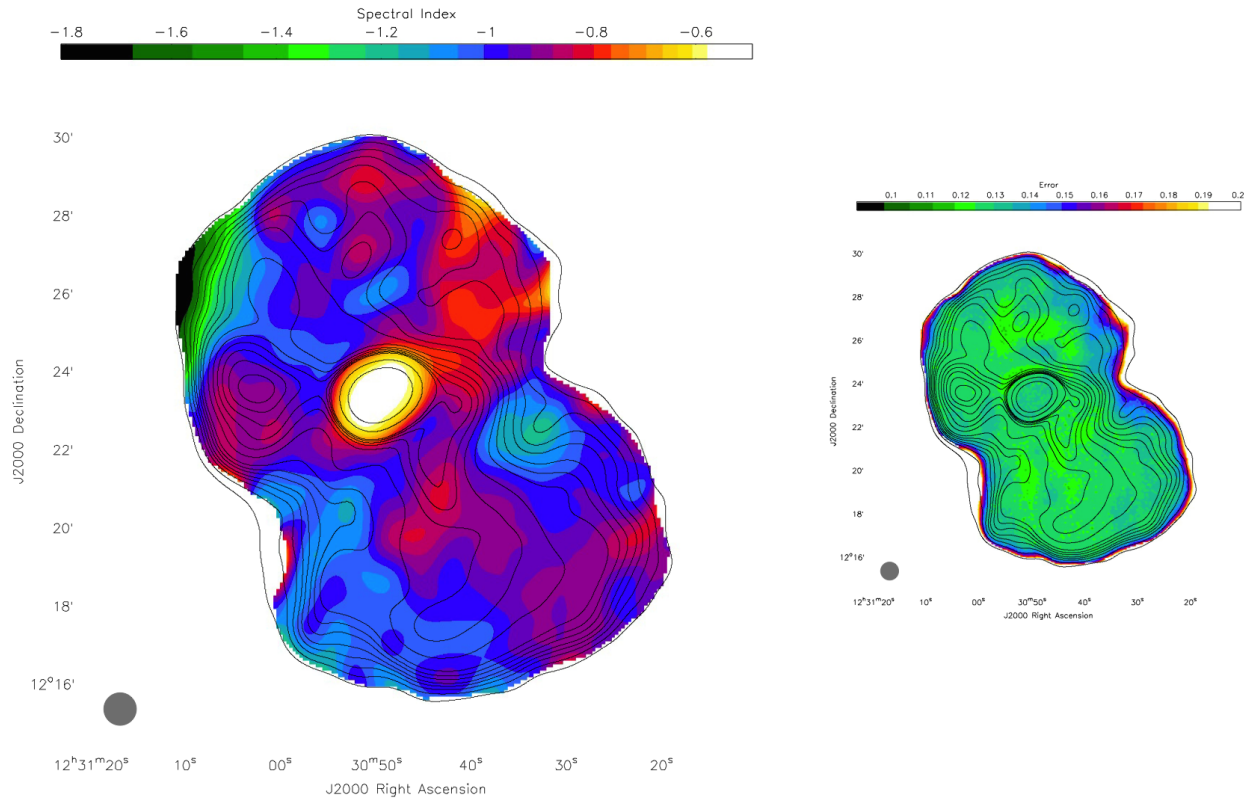 Spectral Index
−1.8 −1.6 −1.4 −1.2 −1 −0.8 −0.6
30'
28'
26'
24'
22'
20'
18'
12°16'
J2000 Declination
12ʰ31ᵐ20ˢ 10ˢ 00ˢ 30ᵐ50ˢ 40ˢ 30ˢ 20ˢ
J2000 Right Ascension
Error
0.1 0.11 0.12 0.13 0.14 0.15 0.16 0.17 0.18 0.19 0.2
30'
28'
26'
24'
22'
20'
18'
12°16'
J2000 Declination
12ʰ31ᵐ20ˢ 10ˢ 00ˢ 30ᵐ50ˢ 40ˢ 30ˢ 20ˢ
J2000 Right Ascension